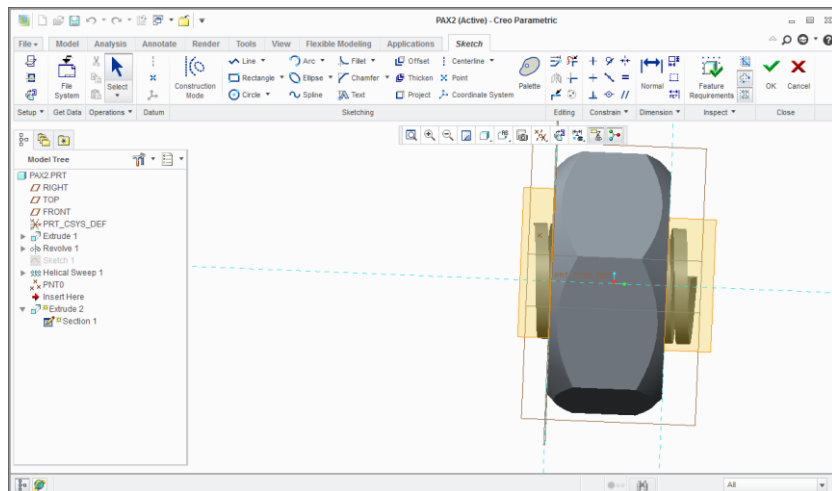 PAX2 (Active) - Creo Parametric
File Model Analysis Annotate Render Tools View Flexible Modeling Applications Sketch
File System
Select
Construction Mode
Line Arc Fillet Offset Centerline
Rectangle Ellipse Chamfer Thicken Point
Circle Spline Text Project Coordinate System
Palette
Normal
Feature Requirements
OK Cancel
Setup Get Data Operations Datum Sketching Editing Constrain Dimension Inspect Close
Model Tree
PAX2.PRT
RIGHT
TOP
FRONT
PRT_CSYS_DEF
Extrude 1
Revolve 1
Sketch 1
Helical Sweep 1
PNT0
Insert Here
Extrude 2
Section 1
All